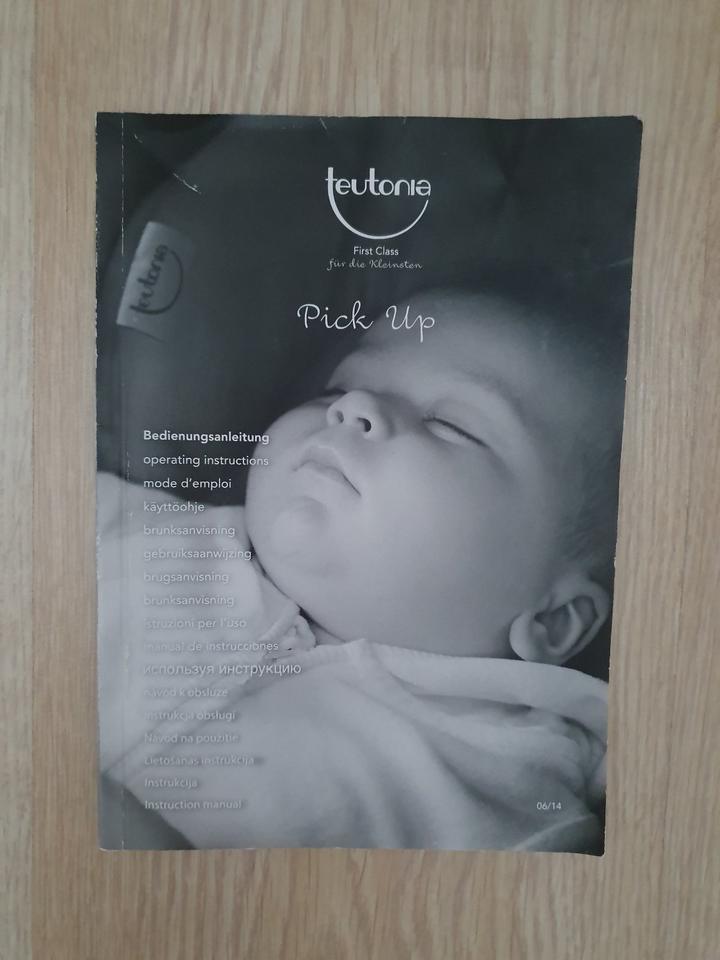 teutonia
First Class
für die Kleinsten
teutonia
Pick Up
Bedienungsanleitung
operating instructions
mode d'emploi
käyttöohje
brunksanvisning
gebruiksaanwijzing
brugsanvisning
brunksanvisning
istruzioni per l'uso
manual de instrucciones
используя инструкцию
návod k obsluze
instrukcja obsługi
Návod na použitie
Lietošanas instrukcija
Instrukcija
Instruction manual
06/14